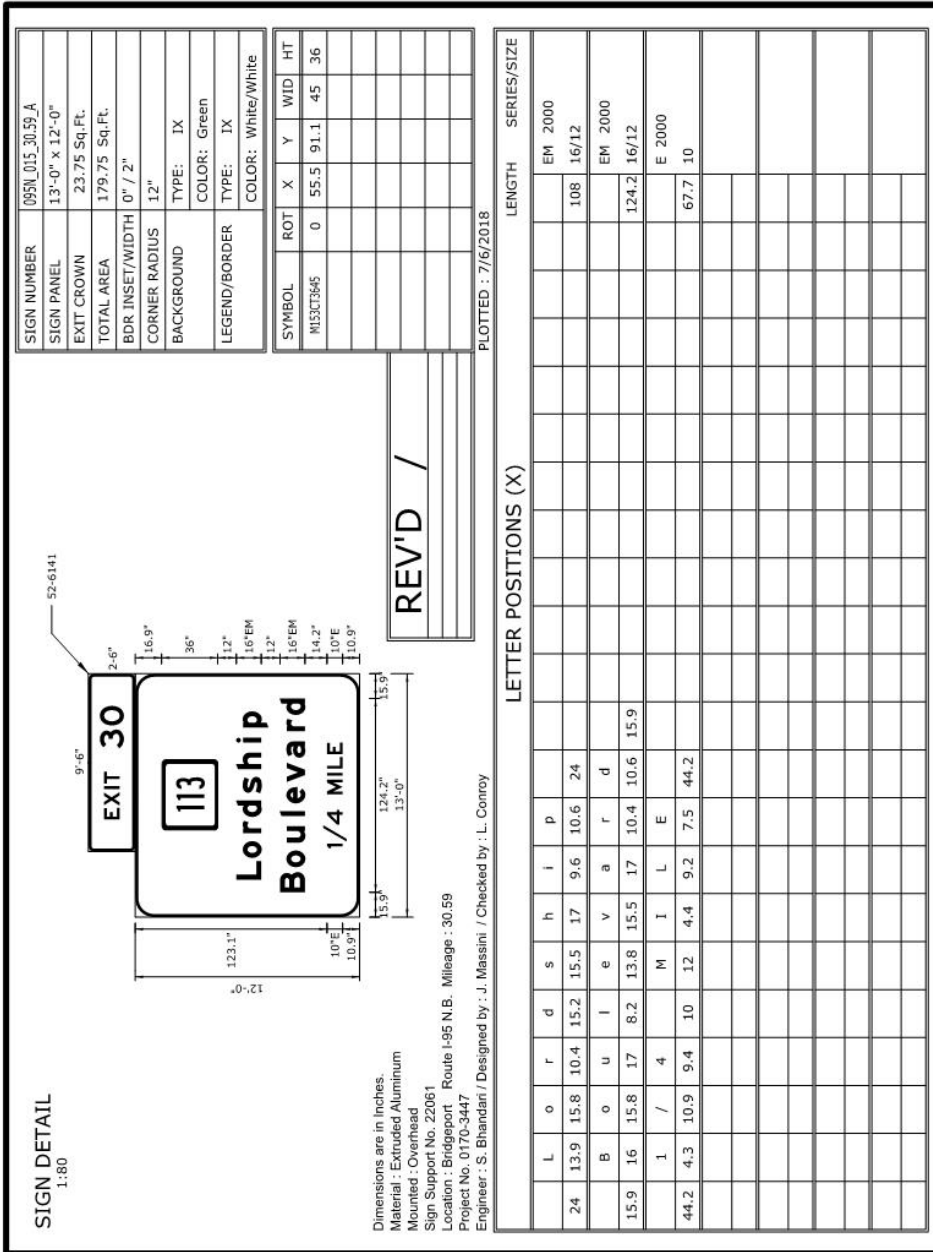 SIGN DETAIL
1:80
52-6141
9'-6"
2-6"
EXIT 30
113
Lordship
Boulevard
1/4 MILE
16.9"
36"
12"
16"EM
12"
16"EM
14.2"
10"E
10.9"
12'-0"
123.1"
10"E
10.9"
15.9"
124.2"
15.9"
13'-0"
SIGN NUMBER 095N_015_30.59_A
SIGN PANEL 13'-0" x 12'-0"
EXIT CROWN 23.75 Sq.Ft.
TOTAL AREA 179.75 Sq.Ft.
BDR INSET/WIDTH 0" / 2"
CORNER RADIUS 12"
BACKGROUND TYPE: IX
COLOR: Green
LEGEND/BORDER TYPE: IX
COLOR: White/White
SYMBOL ROT X Y WID HT
M153CT3645 0 55.5 91.1 45 36
Dimensions are in Inches.
Material : Extruded Aluminum
Mounted : Overhead
Sign Support No. 22061
Location : Bridgeport Route I-95 N.B. Mileage : 30.59
Project No. 0170-3447
Engineer : S. Bhandari / Designed by : J. Massini / Checked by : L. Conroy
REV'D /
PLOTTED : 7/6/2018
LETTER POSITIONS (X) LENGTH SERIES/SIZE
L o r d s h i p EM 2000
24 13.9 15.8 10.4 15.2 15.5 17 9.6 10.6 24 108 16/12
B o u l e v a r d EM 2000
15.9 16 15.8 17 8.2 13.8 15.5 17 10.4 10.6 15.9 124.2 16/12
1 / 4 M I L E E 2000
44.2 4.3 10.9 9.4 10 12 4.4 9.2 7.5 44.2 67.7 10